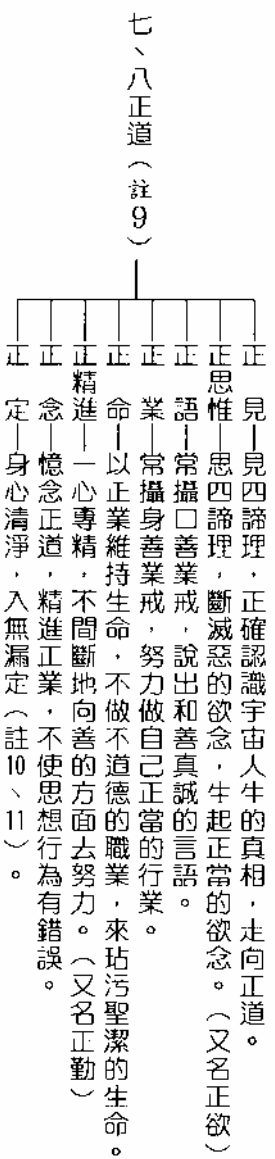 七、八正道（註9）
正見—見四諦理，正確認識宇宙人生的真相，走向正道。
正思惟—思四諦理，斷滅惡的欲念，生起正當的欲念。（又名正欲）
正語—常攝口善業戒，說出和善真誠的言語。
正業—常攝身善業戒，努力做自己正當的行業。
正命—以正業維持生命，不做不道德的職業，來玷污聖潔的生命。
正精進—一心專精，不間斷地向善的方面去努力。（又名正勤）
正念—憶念正道，精進正業，不使思想行為有錯誤。
正定—身心清淨，入無漏定（註10、11）。